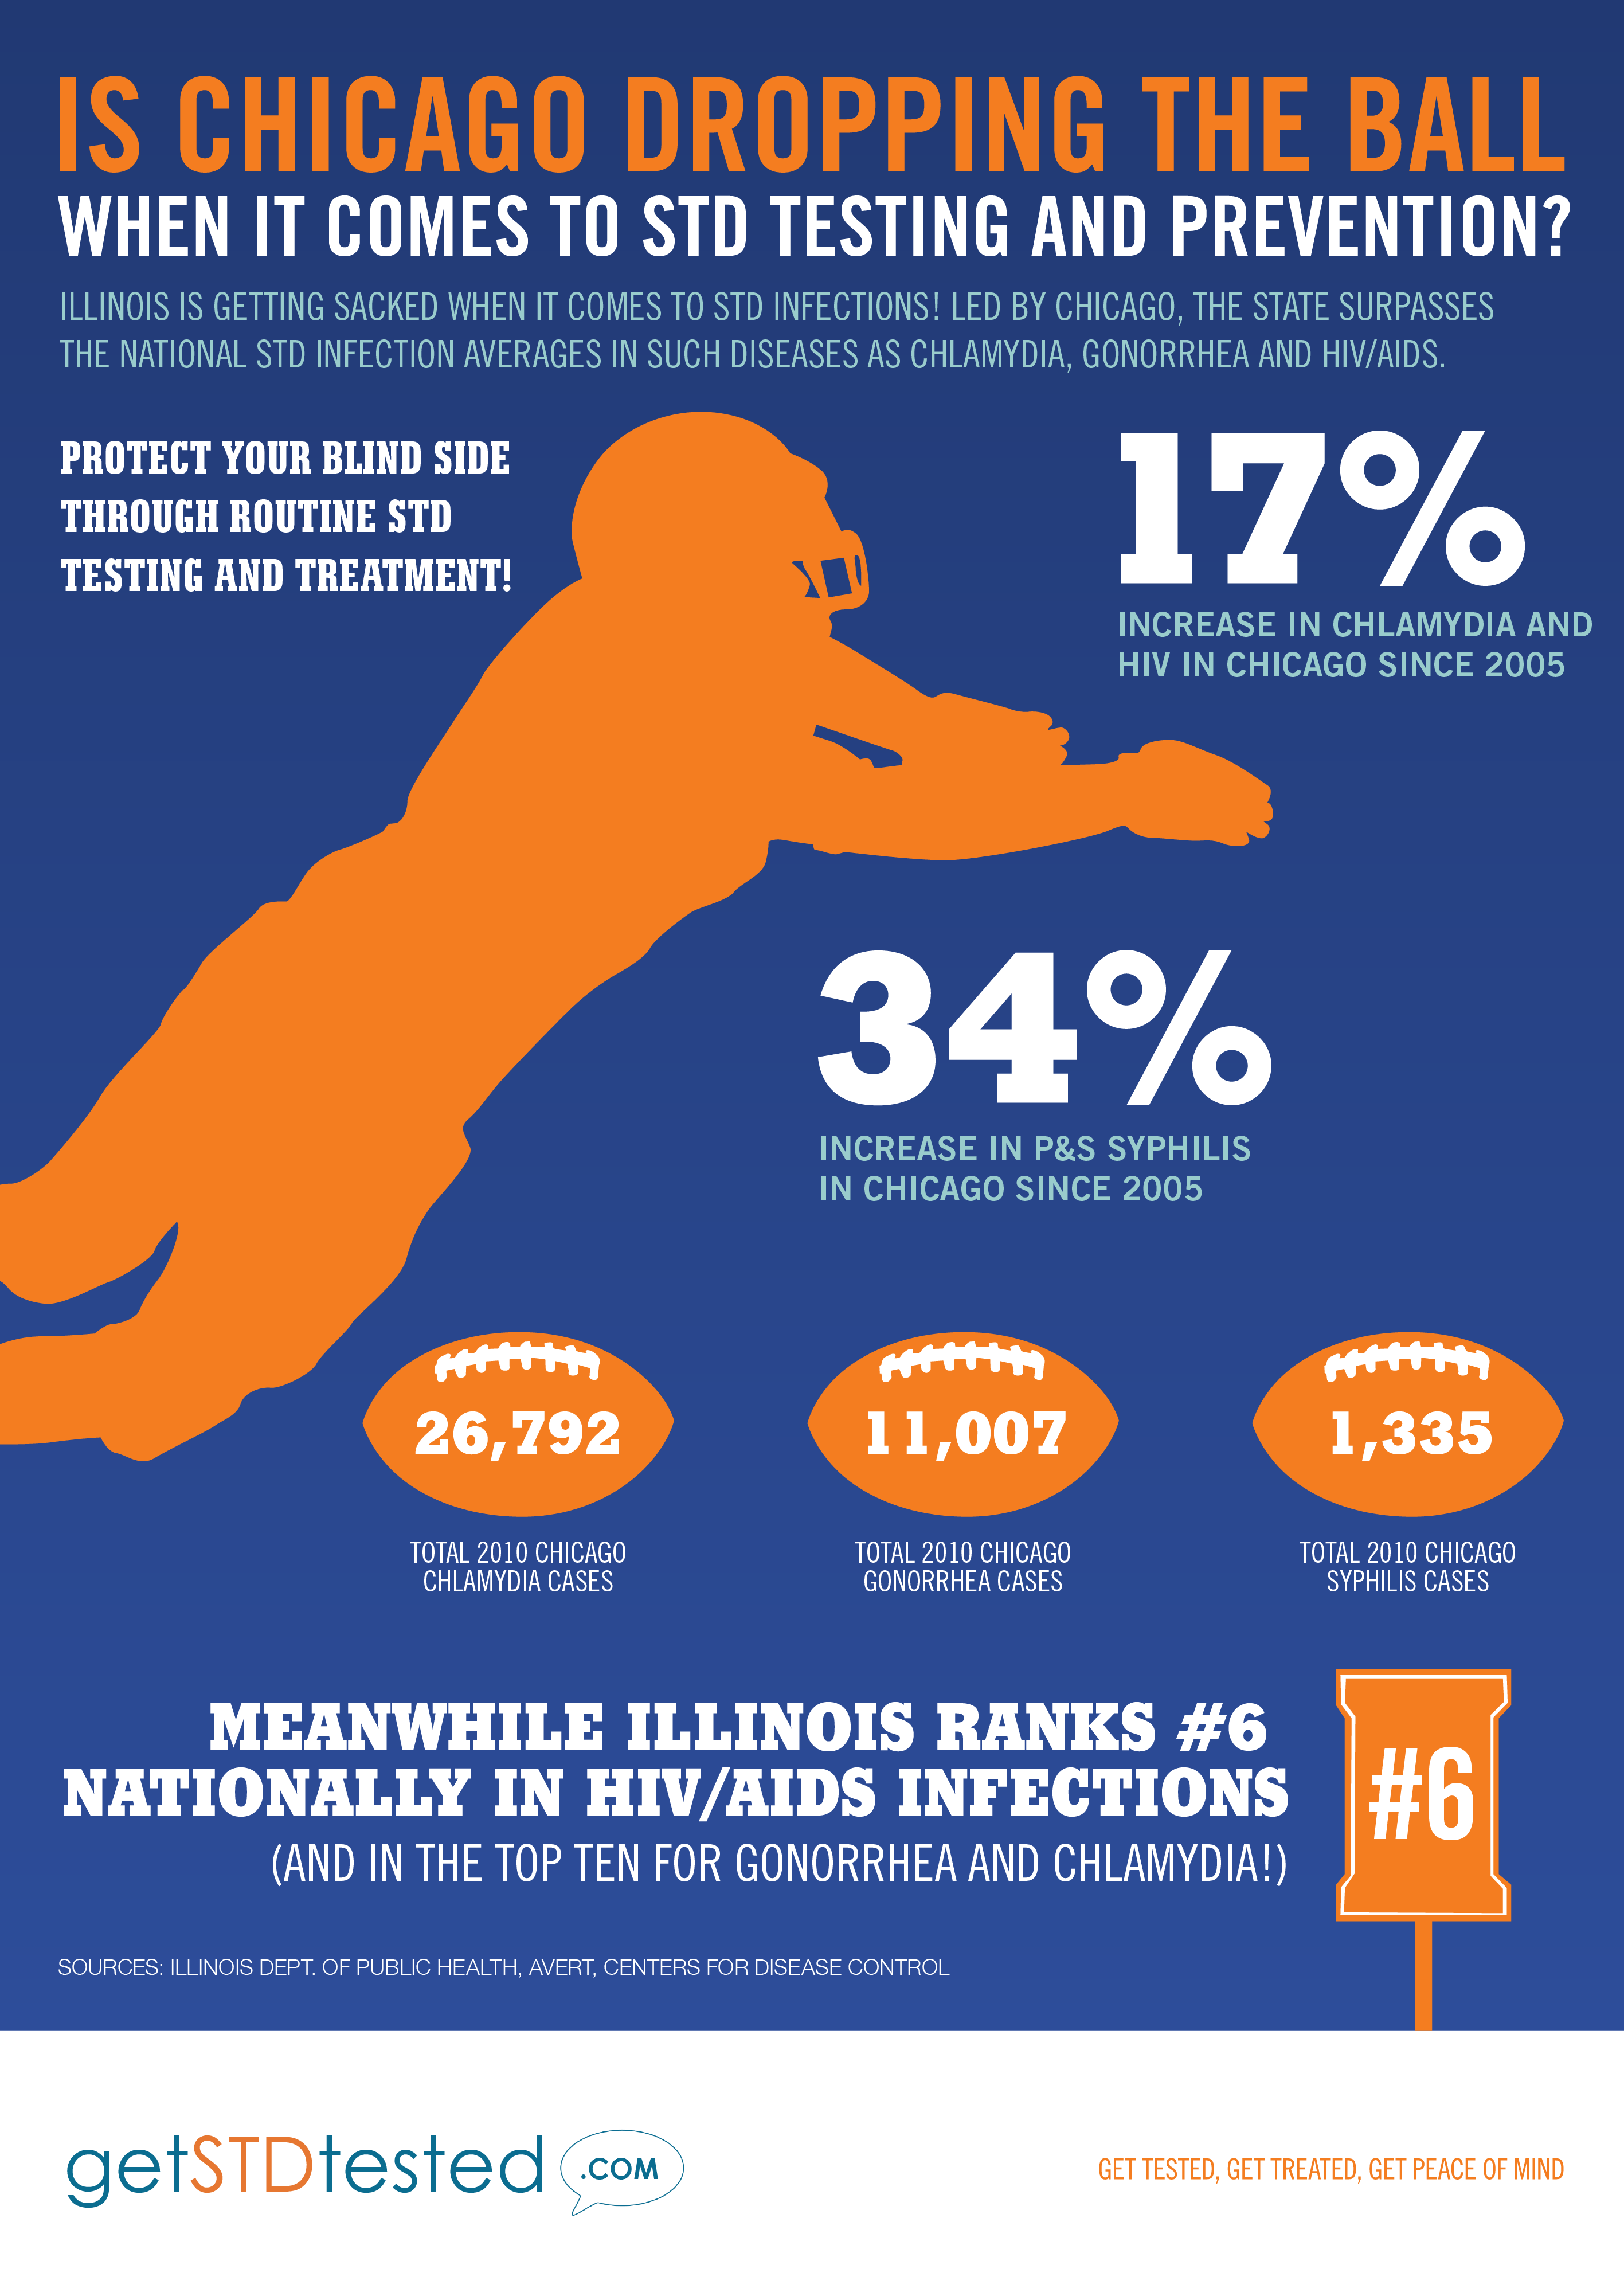 IS CHICAGO DROPPING THE BALL
WHEN IT COMES TO STD TESTING AND PREVENTION?
ILLINOIS IS GETTING SACKED WHEN IT COMES TO STD INFECTIONS! LED BY CHICAGO, THE STATE SURPASSES
THE NATIONAL STD INFECTION AVERAGES IN SUCH DISEASES AS CHLAMYDIA, GONORRHEA AND HIV/AIDS.
PROTECT YOUR BLIND SIDE
THROUGH ROUTINE STD
TESTING AND TREATMENT!
17%
INCREASE IN CHLAMYDIA AND
HIV IN CHICAGO SINCE 2005
34%
INCREASE IN P&S SYPHILIS
IN CHICAGO SINCE 2005
26,792
TOTAL 2010 CHICAGO
CHLAMYDIA CASES
11,007
TOTAL 2010 CHICAGO
GONORRHEA CASES
1,335
TOTAL 2010 CHICAGO
SYPHILIS CASES
MEANWHILE ILLINOIS RANKS #6
NATIONALLY IN HIV/AIDS INFECTIONS
(AND IN THE TOP TEN FOR GONORRHEA AND CHLAMYDIA!)
#6
SOURCES: ILLINOIS DEPT. OF PUBLIC HEALTH, AVERT, CENTERS FOR DISEASE CONTROL
getSTDtested .COM
GET TESTED, GET TREATED, GET PEACE OF MIND